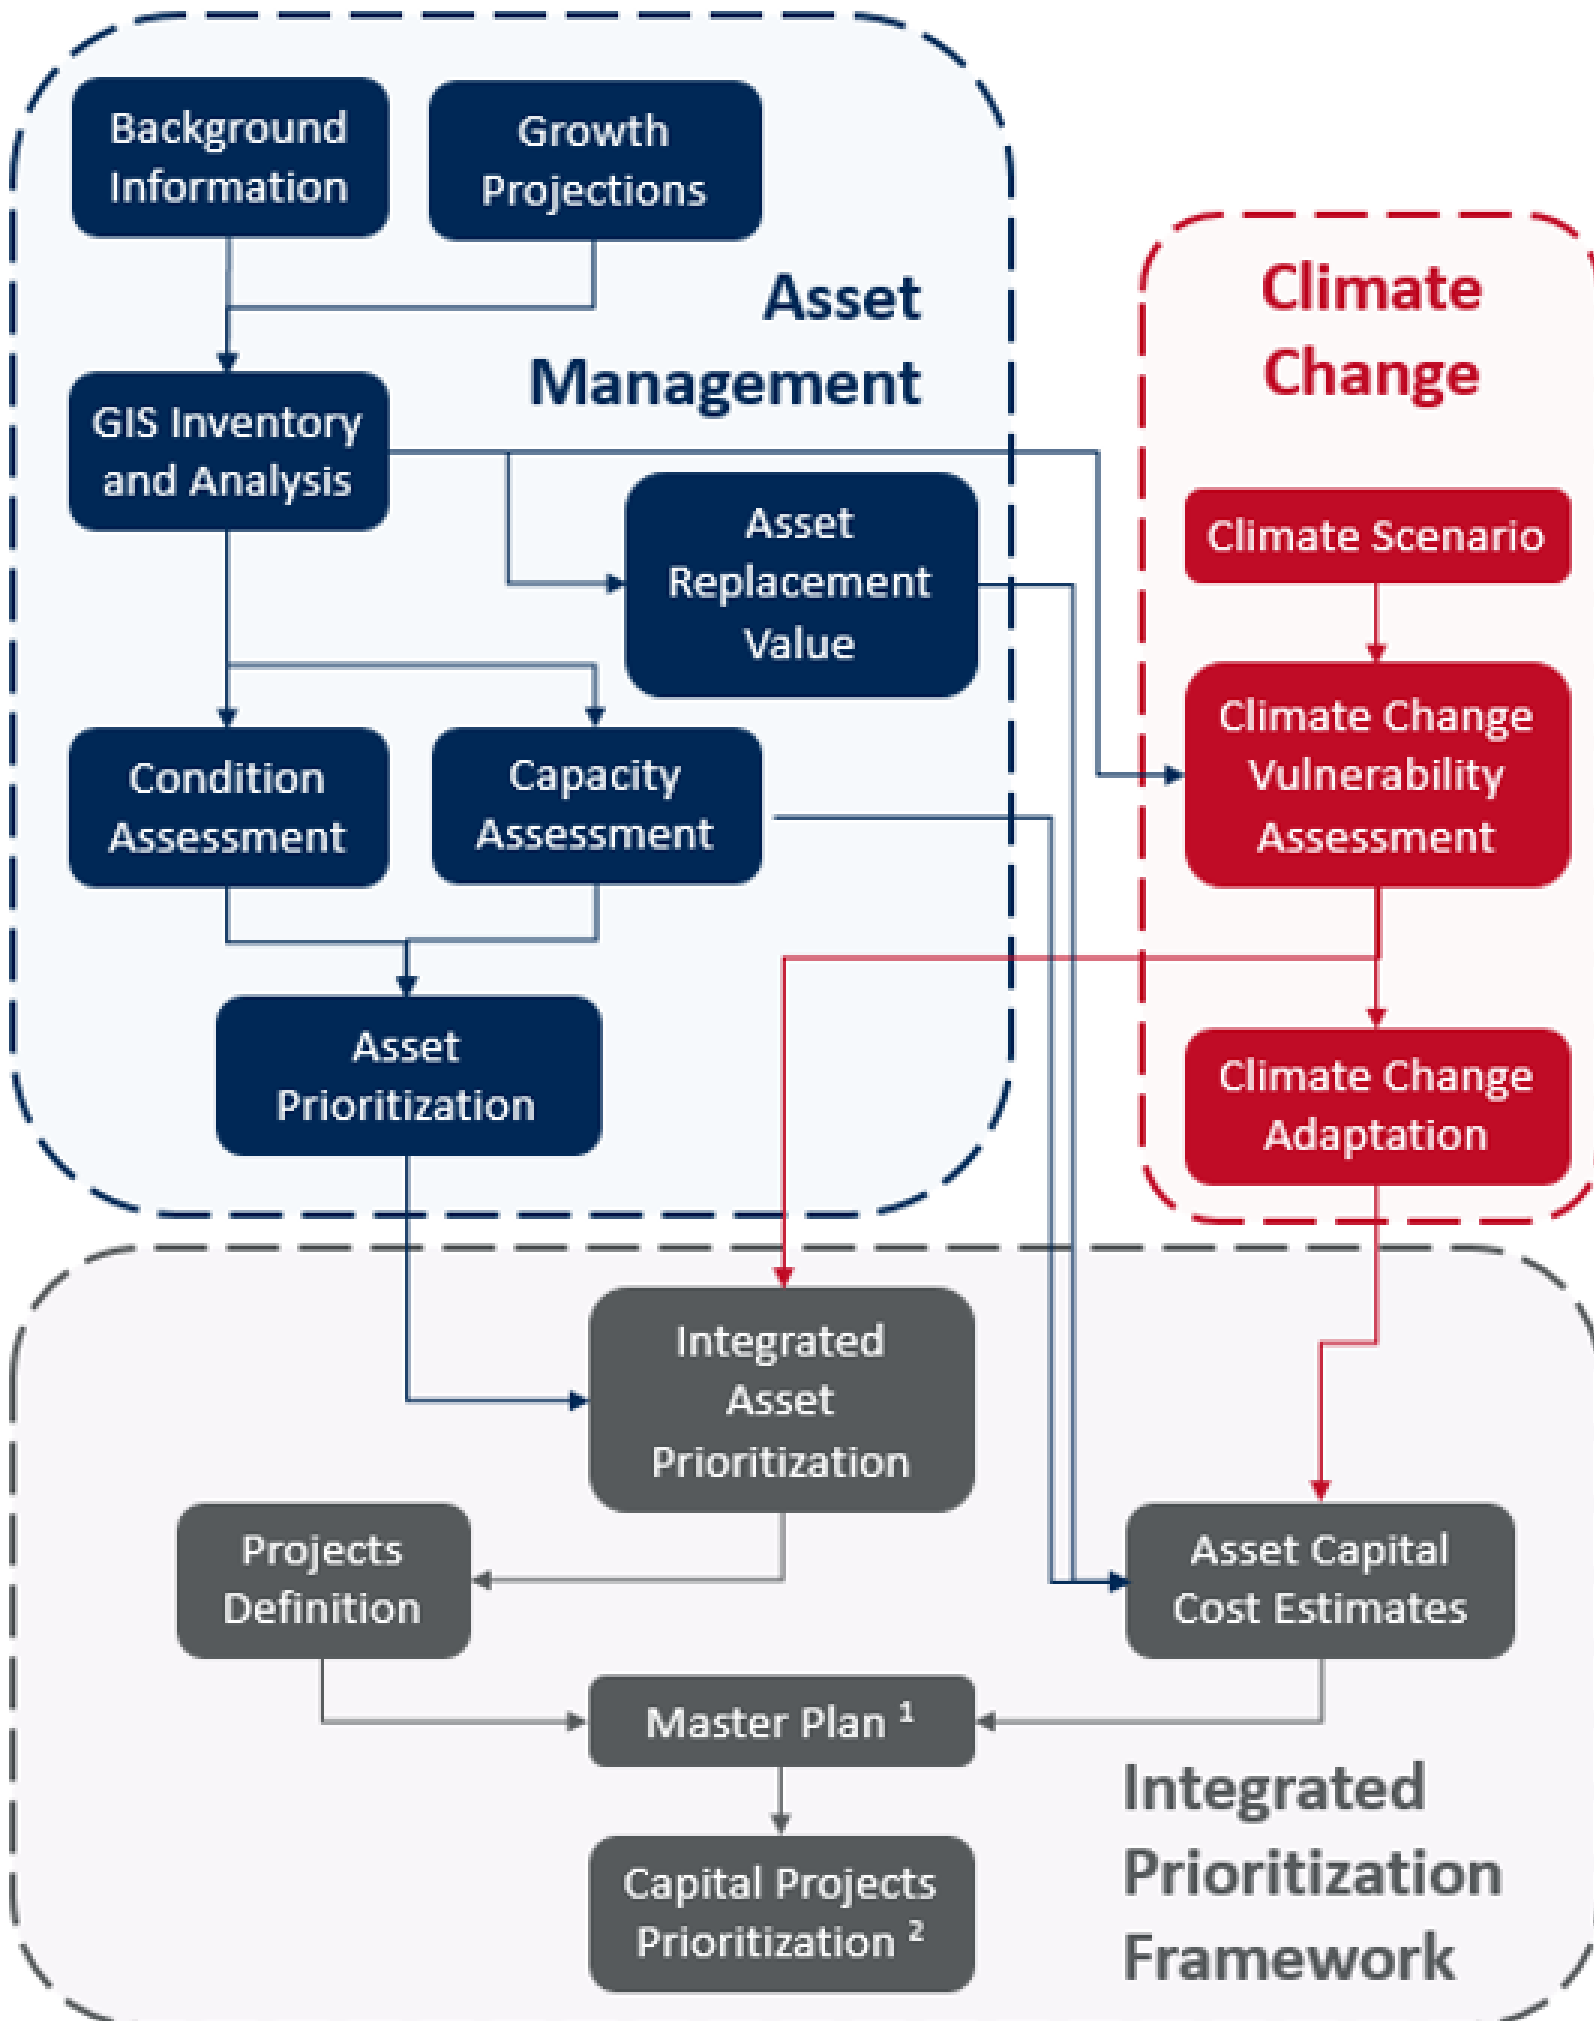 Background
Information
Growth
Projections
Asset
Management
Climate
Change
GIS Inventory
and Analysis
Asset
Replacement
Value
Climate Scenario
Condition
Assessment
Capacity
Assessment
Climate Change
Vulnerability
Assessment
Asset
Prioritization
Climate Change
Adaptation
Integrated
Asset
Prioritization
Projects
Definition
Asset Capital
Cost Estimates
Master Plan ¹
Capital Projects
Prioritization ²
Integrated
Prioritization
Framework